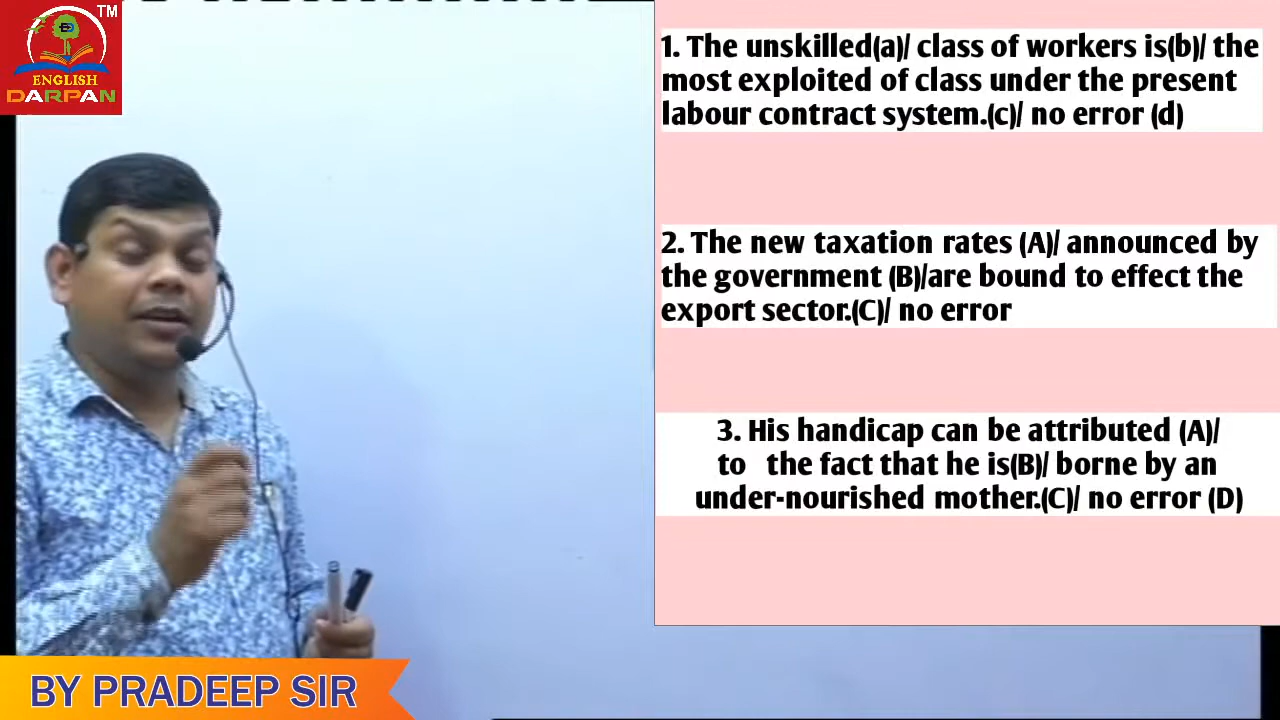 TM
ENGLISH
DARPAN
1. The unskilled(a)/ class of workers is(b)/ the
most exploited of class under the present
labour contract system.(c)/ no error (d)
2. The new taxation rates (A)/ announced by
the government (B)/are bound to effect the
export sector.(C)/ no error
3. His handicap can be attributed (A)/
to the fact that he is(B)/ borne by an
under-nourished mother.(C)/ no error (D)
BY PRADEEP SIR